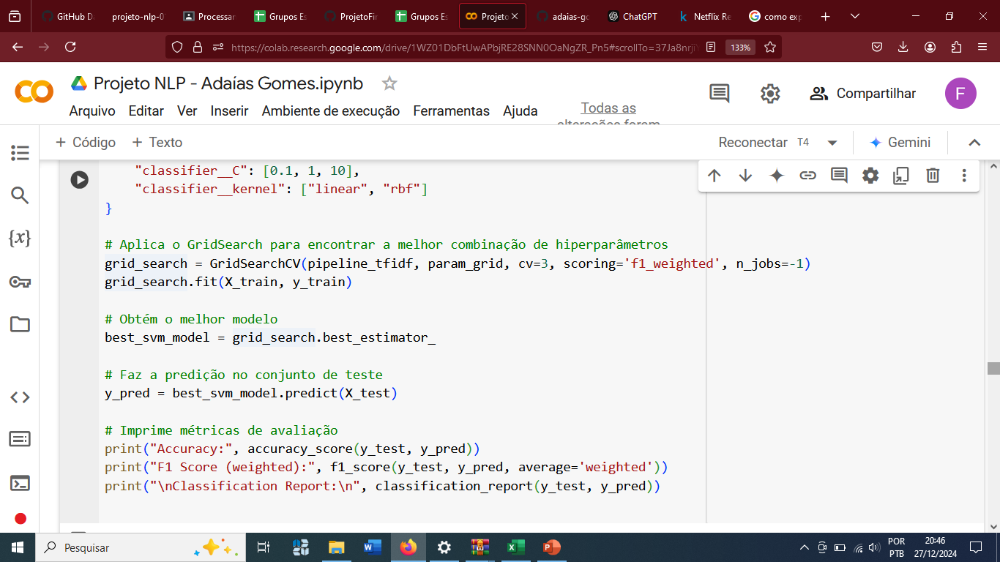 GitHub D
projeto-nlp-0
Processar
Grupos Es
ProjetoFir
Grupos Es
Projeto
adaias-go
ChatGPT
Netflix Re
como exp
https://colab.research.google.com/drive/1WZ01DbFtUwAPbjRE28SNN0OaNgZR_Pn5#scrollTo=37Ja8nrji
133%
Projeto NLP - Adaías Gomes.ipynb
Compartilhar
F
Arquivo Editar Ver Inserir Ambiente de execução Ferramentas Ajuda
Todas as
alterações foram
+ Código + Texto
Reconectar T4
Gemini
"classifier__C": [0.1, 1, 10],
"classifier__kernel": ["linear", "rbf"]
}
# Aplica o GridSearch para encontrar a melhor combinação de hiperparâmetros
grid_search = GridSearchCV(pipeline_tfidf, param_grid, cv=3, scoring='f1_weighted', n_jobs=-1)
grid_search.fit(X_train, y_train)
# Obtém o melhor modelo
best_svm_model = grid_search.best_estimator_
# Faz a predição no conjunto de teste
y_pred = best_svm_model.predict(X_test)
# Imprime métricas de avaliação
print("Accuracy:", accuracy_score(y_test, y_pred))
print("F1 Score (weighted):", f1_score(y_test, y_pred, average='weighted'))
print("\nClassification Report:\n", classification_report(y_test, y_pred))
Pesquisar
POR
PTB
20:46
27/12/2024